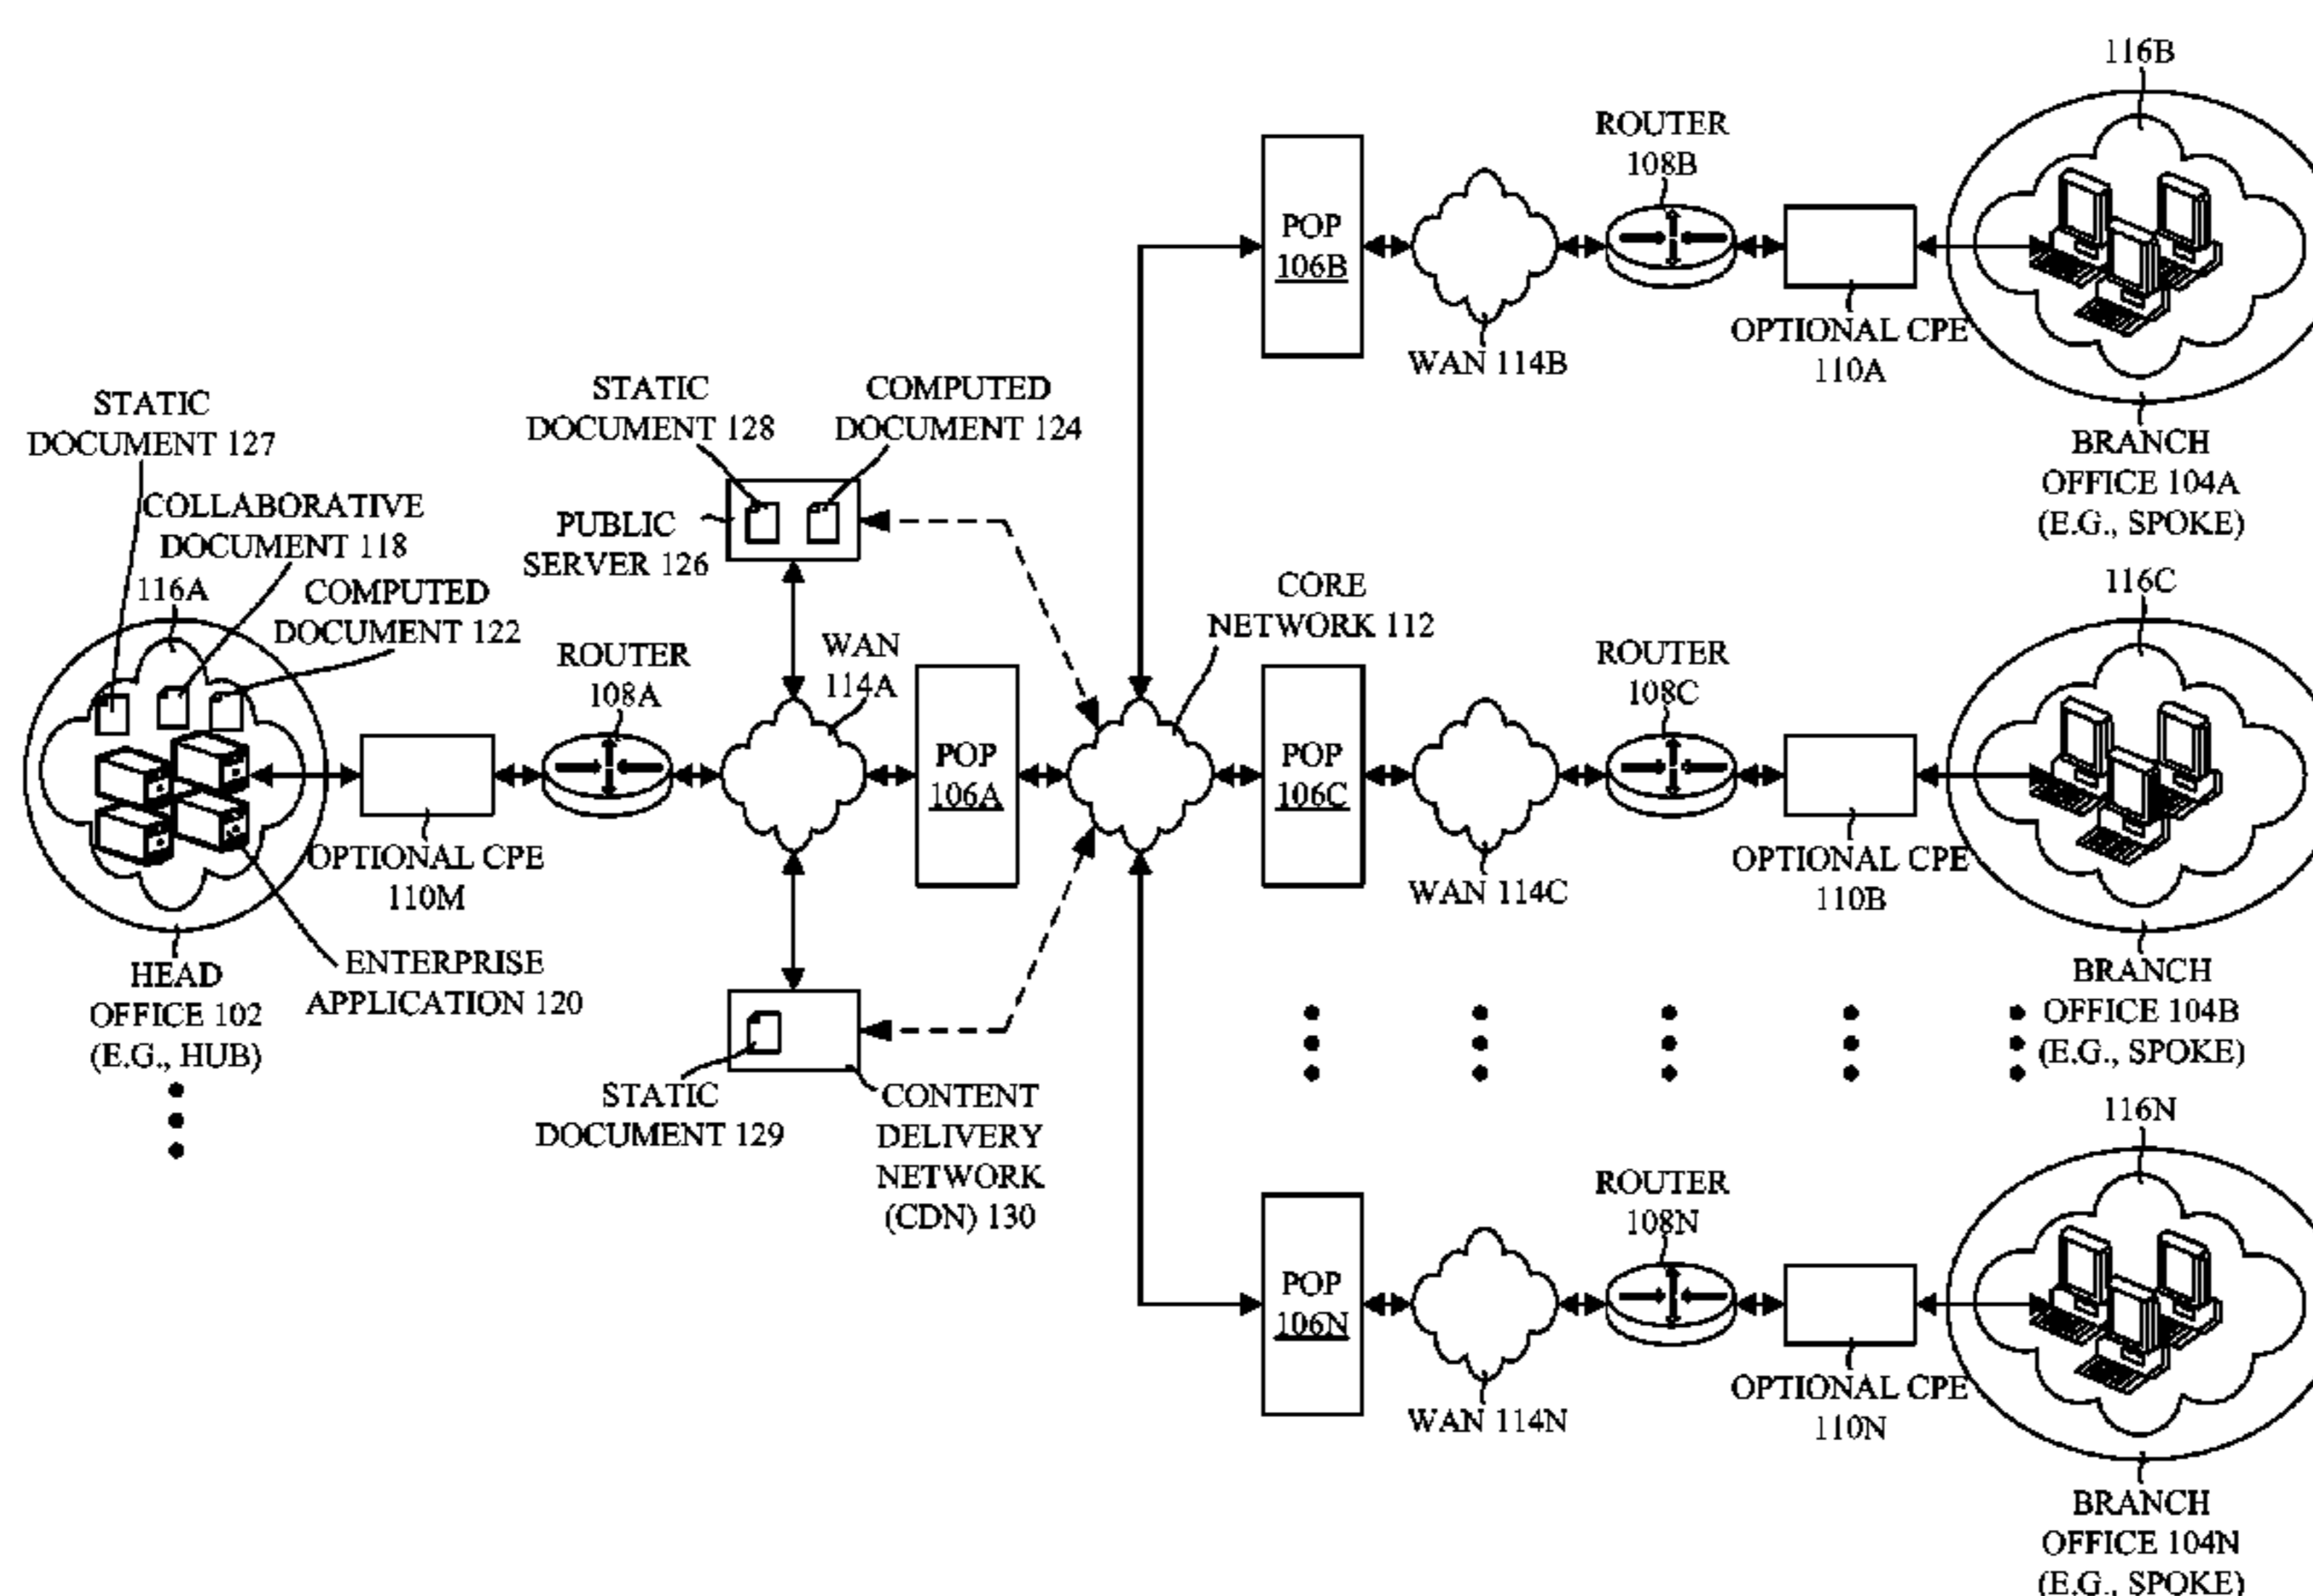 116B
ROUTER
108B
POP
106B
WAN 114B
OPTIONAL CPE
110A
BRANCH
OFFICE 104A
(E.G., SPOKE)
STATIC
DOCUMENT 127
COLLABORATIVE
DOCUMENT 118
116A
COMPUTED
DOCUMENT 122
STATIC
DOCUMENT 128
COMPUTED
DOCUMENT 124
PUBLIC
SERVER 126
ROUTER
108A
WAN
114A
POP
106A
CORE
NETWORK 112
OPTIONAL CPE
110M
HEAD
OFFICE 102
(E.G., HUB)
ENTERPRISE
APPLICATION 120
STATIC
DOCUMENT 129
CONTENT
DELIVERY
NETWORK
(CDN) 130
116C
ROUTER
108C
POP
106C
WAN 114C
OPTIONAL CPE
110B
BRANCH
OFFICE 104B
(E.G., SPOKE)
116N
ROUTER
108N
POP
106N
WAN 114N
OPTIONAL CPE
110N
BRANCH
OFFICE 104N
(E.G., SPOKE)